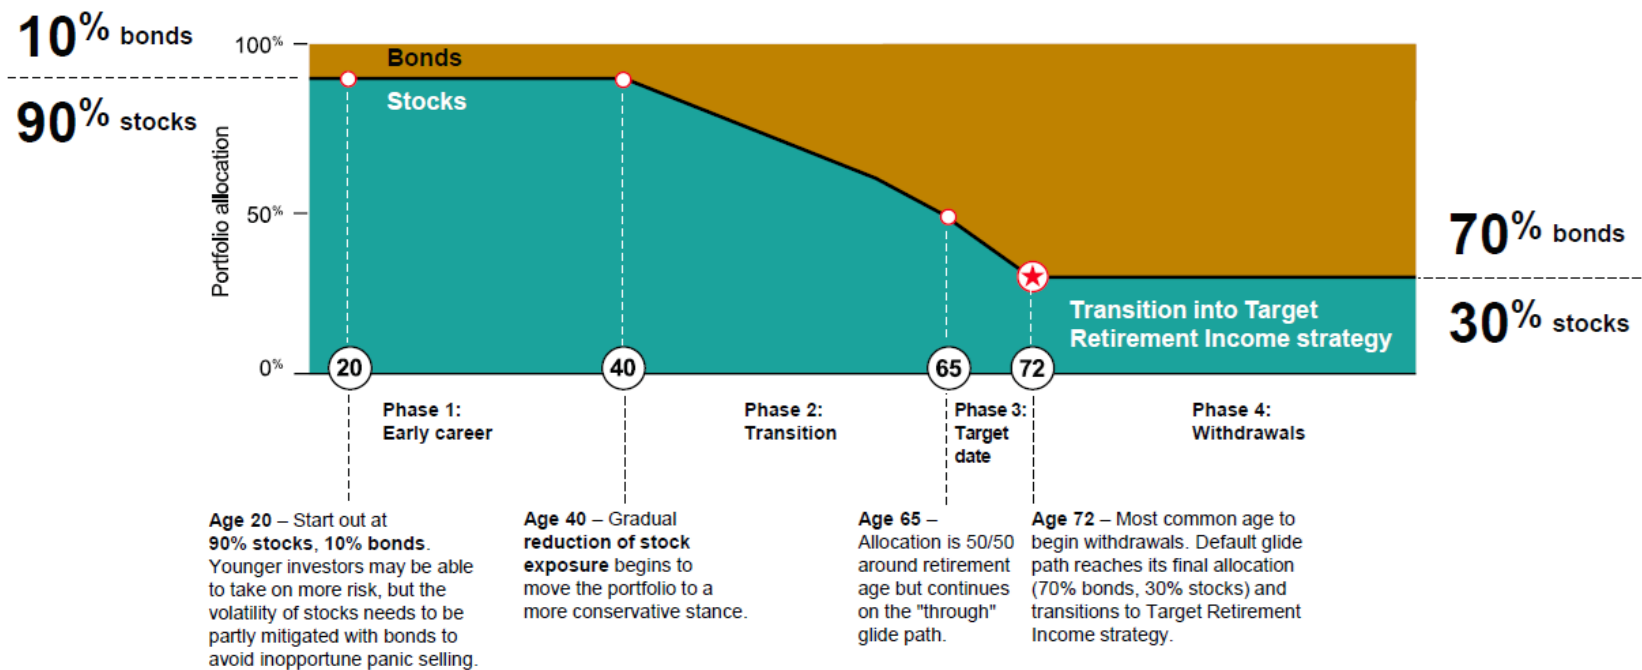 10% bonds
90% stocks
Portfolio allocation
100%
50%
0%
Bonds
Stocks
Transition into Target
Retirement Income strategy
70% bonds
30% stocks
20
40
65
72
Phase 1:
Early career
Phase 2:
Transition
Phase 3:
Target
date
Phase 4:
Withdrawals
Age 20 – Start out at
90% stocks, 10% bonds.
Younger investors may be able
to take on more risk, but the
volatility of stocks needs to be
partly mitigated with bonds to
avoid inopportune panic selling.
Age 40 – Gradual
reduction of stock
exposure begins to
move the portfolio to a
more conservative stance.
Age 65 –
Allocation is 50/50
around retirement
age but continues
on the "through"
glide path.
Age 72 – Most common age to
begin withdrawals. Default glide
path reaches its final allocation
(70% bonds, 30% stocks) and
transitions to Target Retirement
Income strategy.